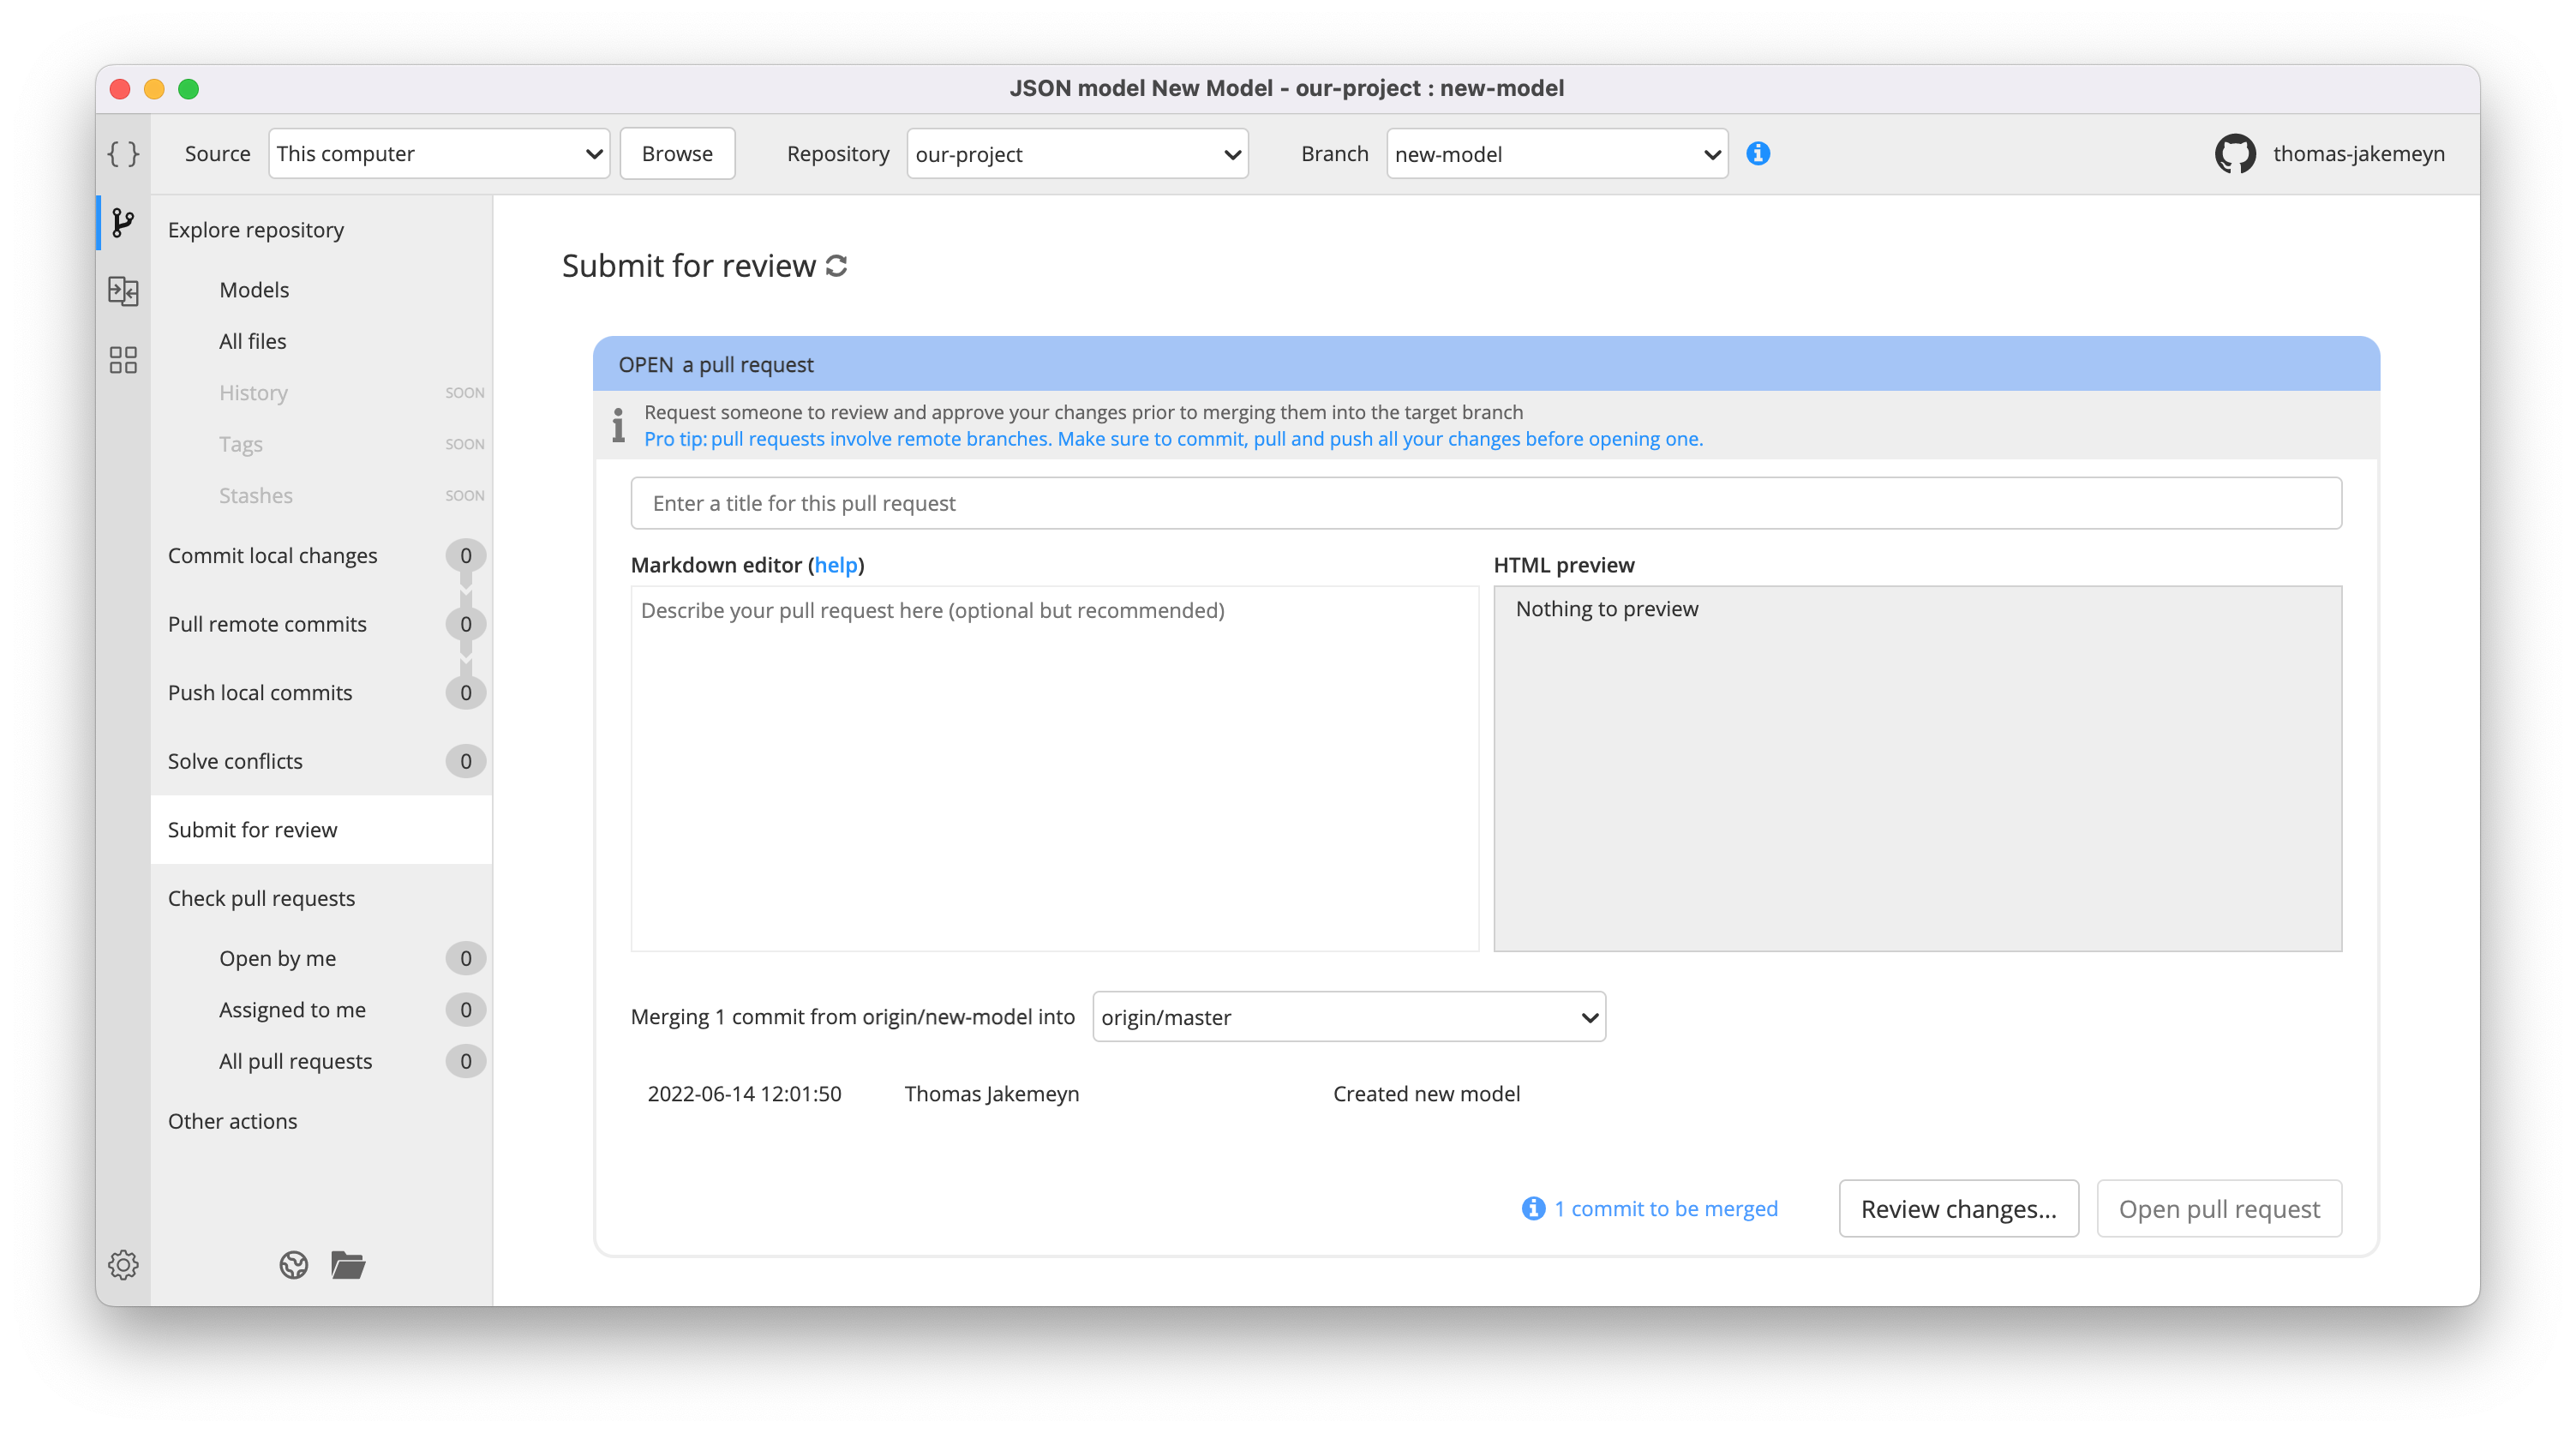 JSON model New Model - our-project : new-model
Source This computer Browse Repository our-project Branch new-model thomas-jakemeyn
Explore repository
Models
All files
History SOON
Tags SOON
Stashes SOON
Commit local changes 0
Pull remote commits 0
Push local commits 0
Solve conflicts 0
Submit for review
Check pull requests
Open by me 0
Assigned to me 0
All pull requests 0
Other actions
Submit for review
OPEN a pull request
Request someone to review and approve your changes prior to merging them into the target branch
Pro tip: pull requests involve remote branches. Make sure to commit, pull and push all your changes before opening one.
Enter a title for this pull request
Markdown editor (help)
Describe your pull request here (optional but recommended)
HTML preview
Nothing to preview
Merging 1 commit from origin/new-model into origin/master
2022-06-14 12:01:50 Thomas Jakemeyn Created new model
1 commit to be merged Review changes... Open pull request